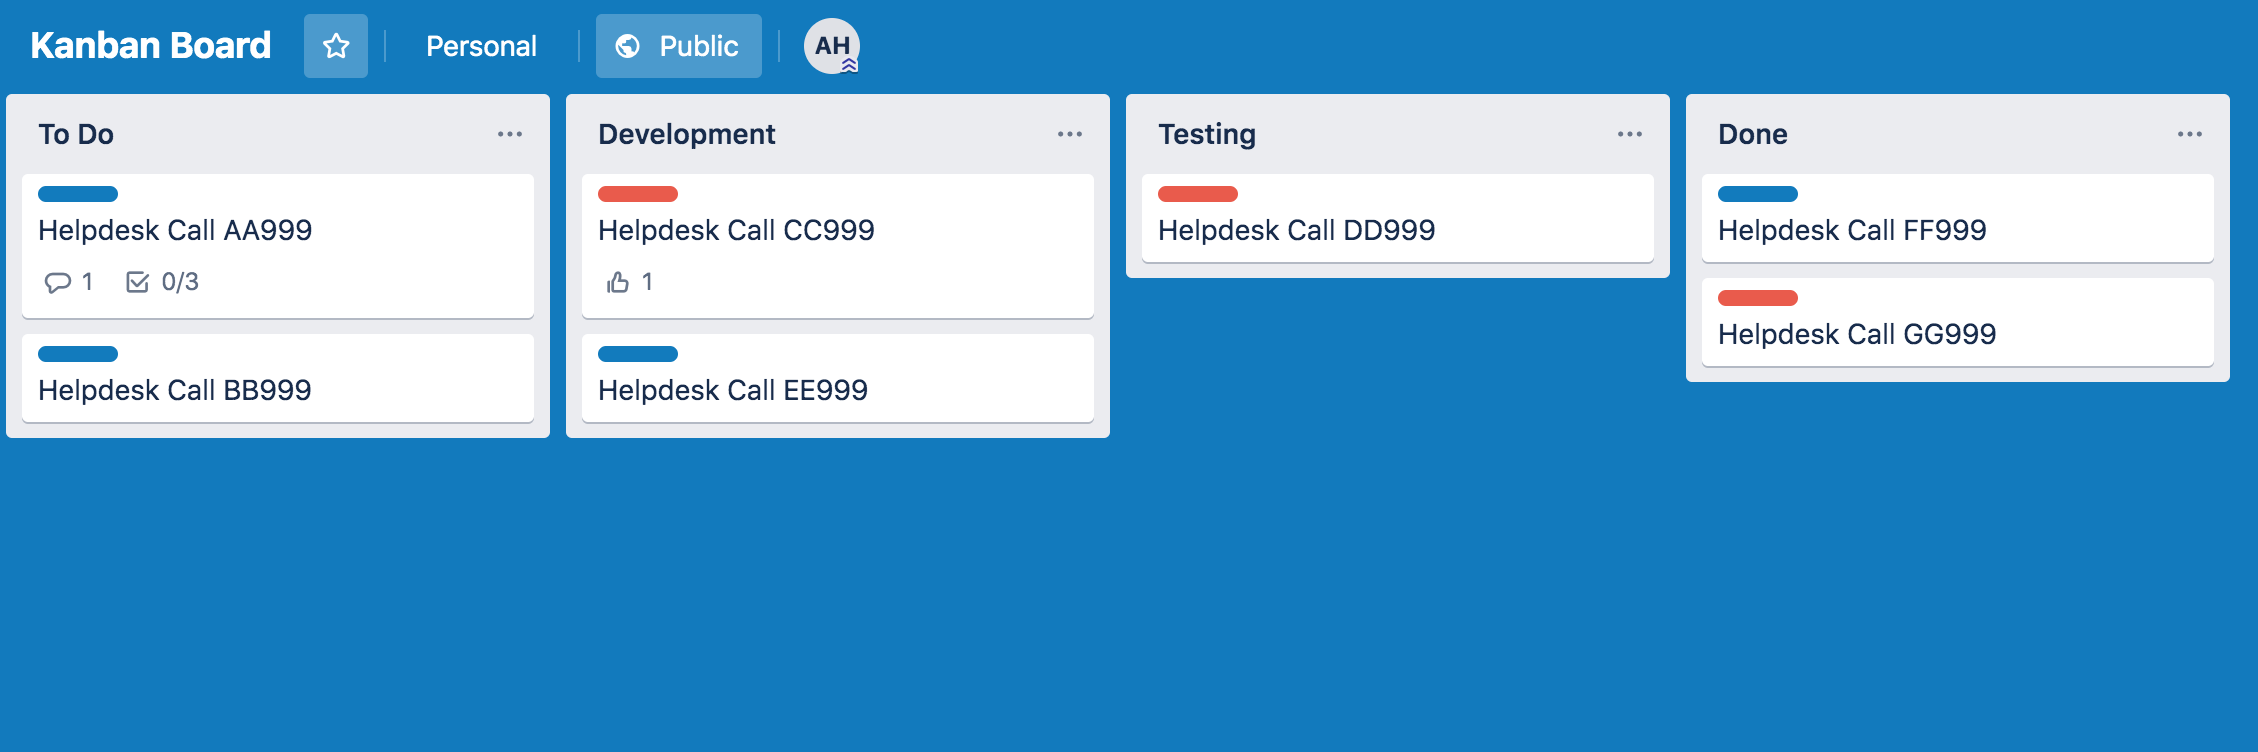 Kanban Board
Personal
Public
AH
To Do
Helpdesk Call AA999
1 0/3
Helpdesk Call BB999
Development
Helpdesk Call CC999
1
Helpdesk Call EE999
Testing
Helpdesk Call DD999
Done
Helpdesk Call FF999
Helpdesk Call GG999